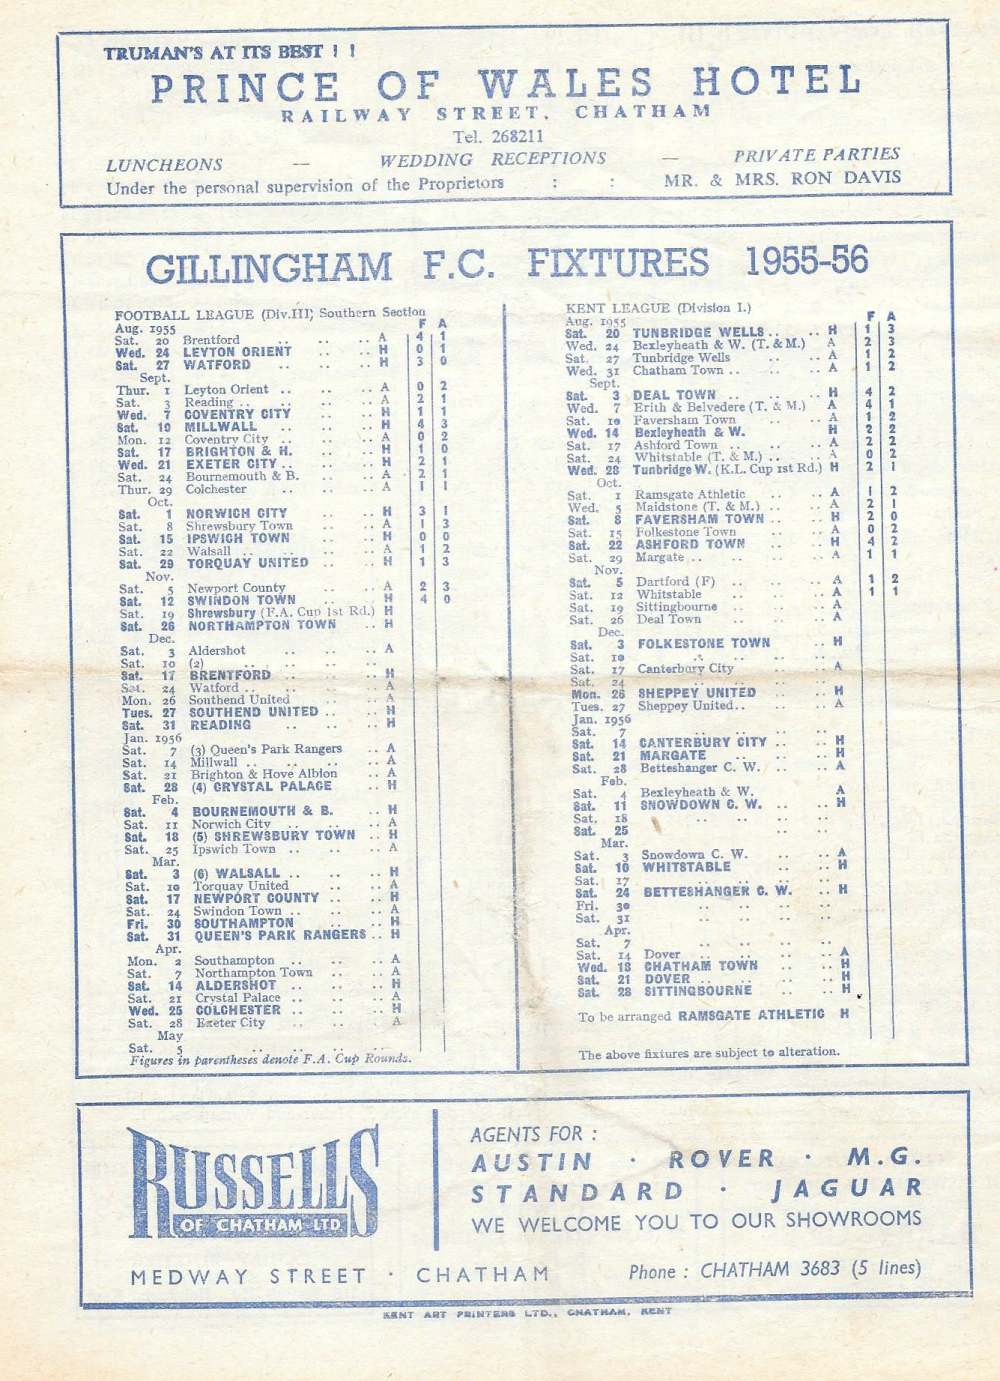 TRUMAN'S AT ITS BEST ! !
PRINCE OF WALES HOTEL
RAILWAY STREET, CHATHAM
Tel. 268211
LUNCHEONS — WEDDING RECEPTIONS — PRIVATE PARTIES
Under the personal supervision of the Proprietors : : MR. & MRS. RON DAVIS
GILLINGHAM F.C. FIXTURES 1955-56
FOOTBALL LEAGUE (Div.III) Southern Section
F A
Aug. 1955
Sat. 20 Brentford .. .. A 4 1
Wed. 24 LEYTON ORIENT .. .. H 0 1
Sat. 27 WATFORD .. .. H 3 0
Sept.
Thur. 1 Leyton Orient .. .. A 0 2
Sat. 3 Reading .. .. .. A 2 1
Wed. 7 COVENTRY CITY .. H 1 1
Sat. 10 MILLWALL .. .. H 4 3
Mon. 12 Coventry City .. .. A 0 2
Sat. 17 BRIGHTON & H. .. .. H 1 0
Wed. 21 EXETER CITY .. .. .. H 2 1
Sat. 24 Bournemouth & B. .. .. A 2 1
Thur. 29 Colchester .. .. .. A 1 1
Oct.
Sat. 1 NORWICH CITY .. .. H 3 1
Sat. 8 Shrewsbury Town .. .. A 1 3
Sat. 15 IPSWICH TOWN .. .. H 0 0
Sat. 22 Walsall .. .. .. .. A 1 2
Sat. 29 TORQUAY UNITED .. .. H 1 3
Nov.
Sat. 5 Newport County .. .. A 2 3
Sat. 12 SWINDON TOWN .. .. H 4 0
Sat. 19 Shrewsbury (F.A. Cup 1st Rd.) H
Sat. 26 NORTHAMPTON TOWN .. H
Dec.
Sat. 3 Aldershot .. .. .. A
Sat. 10 (2) .. .. .. ..
Sat. 17 BRENTFORD .. .. .. H
Sat. 24 Watford .. .. .. .. A
Mon. 26 Southend United .. .. A
Tues. 27 SOUTHEND UNITED .. .. H
Sat. 31 READING .. .. .. H
Jan. 1956
Sat. 7 (3) Queen's Park Rangers .. A
Sat. 14 Millwall .. .. .. .. A
Sat. 21 Brighton & Hove Albion .. A
Sat. 28 (4) CRYSTAL PALACE .. H
Feb.
Sat. 4 BOURNEMOUTH & B. .. H
Sat. 11 Norwich City .. .. .. A
Sat. 18 (5) SHREWSBURY TOWN .. H
Sat. 25 Ipswich Town .. .. .. A
Mar.
Sat. 3 (6) WALSALL .. .. .. H
Sat. 10 Torquay United .. .. A
Sat. 17 NEWPORT COUNTY .. .. H
Sat. 24 Swindon Town .. .. .. A
Fri. 30 SOUTHAMPTON .. .. H
Sat. 31 QUEEN'S PARK RANGERS .. H
Apr.
Mon. 2 Southampton .. .. .. A
Sat. 7 Northampton Town .. .. A
Sat. 14 ALDERSHOT .. .. .. H
Sat. 21 Crystal Palace .. .. .. A
Wed. 25 COLCHESTER .. .. .. H
Sat. 28 Exeter City .. .. .. A
May
Sat. 5 .. .. .. ..
Figures in parentheses denote F.A. Cup Rounds.
KENT LEAGUE (Division I.)
F A
Aug. 1955
Sat. 20 TUNBRIDGE WELLS .. .. H 1 3
Wed. 24 Bexleyheath & W. (T. & M.) A 2 3
Sat. 27 Tunbridge Wells .. .. A 1 2
Wed. 31 Chatham Town .. .. .. A 1 2
Sept.
Sat. 3 DEAL TOWN .. .. .. H 4 2
Wed. 7 Erith & Belvedere (T. & M.) A 4 1
Sat. 10 Faversham Town .. .. A 1 2
Wed. 14 Bexleyheath & W. H 2 2
Sat. 17 Ashford Town .. .. .. A 2 2
Sat. 24 Whitstable (T. & M.) .. .. A 0 2
Wed. 28 Tunbridge W. (K.L. Cup 1st Rd.) H 2 1
Oct.
Sat. 1 Ramsgate Athletic .. .. A 1 2
Wed. 5 Maidstone (T. & M.) .. .. A 2 1
Sat. 8 FAVERSHAM TOWN .. .. H 2 0
Sat. 15 Folkestone Town .. .. A 0 2
Sat. 22 ASHFORD TOWN .. .. H 4 2
Sat. 29 Margate .. .. .. .. A 1 1
Nov.
Sat. 5 Dartford (F) .. .. .. A 1 2
Sat. 12 Whitstable .. .. .. A 1 1
Sat. 19 Sittingbourne .. .. .. A
Sat. 26 Deal Town .. .. .. A
Dec.
Sat. 3 FOLKESTONE TOWN .. H
Sat. 10 .. .. ..
Sat. 17 Canterbury City .. .. A
Sat. 24 .. .. .. ..
Mon. 26 SHEPPEY UNITED .. .. H
Tues. 27 Sheppey United .. .. .. A
Jan. 1956
Sat. 7 .. .. ..
Sat. 14 CANTERBURY CITY .. .. H
Sat. 21 MARGATE .. .. .. H
Sat. 28 Betteshanger C. W. .. .. A
Feb.
Sat. 4 Bexleyheath & W. A
Sat. 11 SNOWDOWN C. W. .. .. H
Sat. 18 .. .. ..
Sat. 25 .. ..
Mar.
Sat. 3 Snowdown C. W. .. .. A
Sat. 10 WHITSTABLE .. .. H
Sat. 17 .. .. .. ..
Sat. 24 BETTESHANGER C. W. .. H
Fri. 30 .. .. ..
Sat. 31 .. .. ..
Apr.
Sat. 7 .. .. .. ..
Sat. 14 Dover .. .. .. .. A
Wed. 18 CHATHAM TOWN .. .. H
Sat. 21 DOVER .. .. .. .. H
Sat. 28 SITTINGBOURNE .. .. H
To be arranged RAMSGATE ATHLETIC H
The above fixtures are subject to alteration.
RUSSELLS
OF CHATHAM LTD.
MEDWAY STREET · CHATHAM
AGENTS FOR :
AUSTIN · ROVER · M.G.
STANDARD · JAGUAR
WE WELCOME YOU TO OUR SHOWROOMS
Phone : CHATHAM 3683 (5 lines)
KENT ART PRINTERS LTD., CHATHAM, KENT